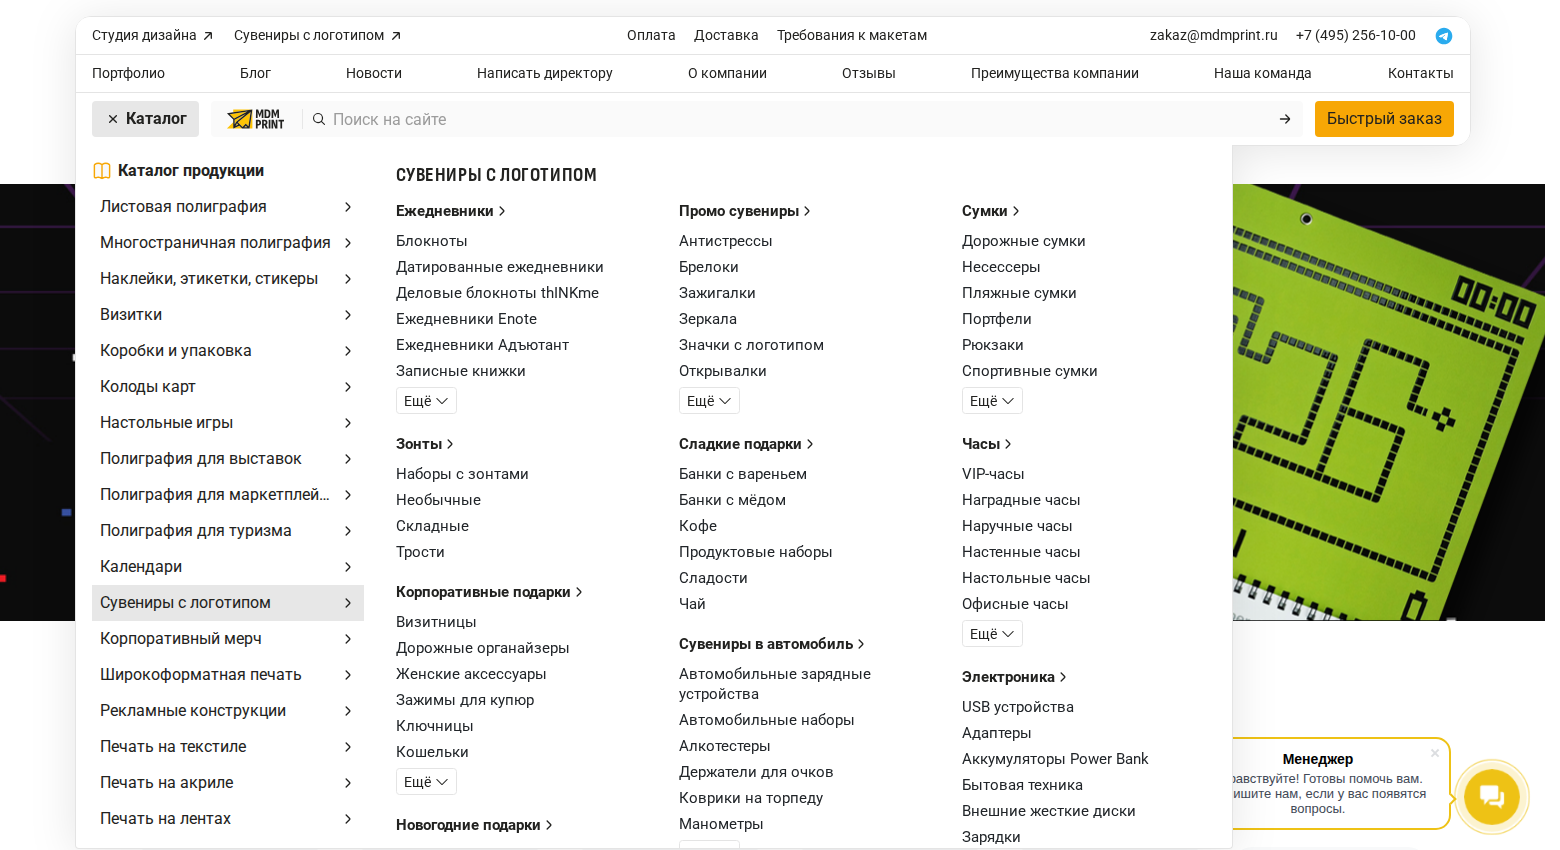 Студия дизайна
Сувениры с логотипом
Оплата
Доставка
Требования к макетам
zakaz@mdmprint.ru
+7 (495) 256-10-00
Портфолио
Блог
Новости
Написать директору
О компании
Отзывы
Преимущества компании
Наша команда
Контакты
Каталог
MDM
PRINT
Поиск на сайте
Быстрый заказ
Каталог продукции
Листовая полиграфия
Многостраничная полиграфия
Наклейки, этикетки, стикеры
Визитки
Коробки и упаковка
Колоды карт
Настольные игры
Полиграфия для выставок
Полиграфия для маркетплей...
Полиграфия для туризма
Календари
Сувениры с логотипом
Корпоративный мерч
Широкоформатная печать
Рекламные конструкции
Печать на текстиле
Печать на акриле
Печать на лентах
СУВЕНИРЫ С ЛОГОТИПОМ
Ежедневники
Блокноты
Датированные ежедневники
Деловые блокноты thINKme
Ежедневники Enote
Ежедневники Адъютант
Записные книжки
Ещё
Зонты
Наборы с зонтами
Необычные
Складные
Трости
Корпоративные подарки
Визитницы
Дорожные органайзеры
Женские аксессуары
Зажимы для купюр
Ключницы
Кошельки
Ещё
Новогодние подарки
Промо сувениры
Антистрессы
Брелоки
Зажигалки
Зеркала
Значки с логотипом
Открывалки
Ещё
Сладкие подарки
Банки с вареньем
Банки с мёдом
Кофе
Продуктовые наборы
Сладости
Чай
Сувениры в автомобиль
Автомобильные зарядные
устройства
Автомобильные наборы
Алкотестеры
Держатели для очков
Коврики на торпеду
Манометры
Сумки
Дорожные сумки
Несессеры
Пляжные сумки
Портфели
Рюкзаки
Спортивные сумки
Ещё
Часы
VIP-часы
Наградные часы
Наручные часы
Настенные часы
Настольные часы
Офисные часы
Ещё
Электроника
USB устройства
Адаптеры
Аккумуляторы Power Bank
Бытовая техника
Внешние жесткие диски
Зарядки
00:00
Менеджер
равствуйте! Готовы помочь вам.
ишите нам, если у вас появятся
вопросы.